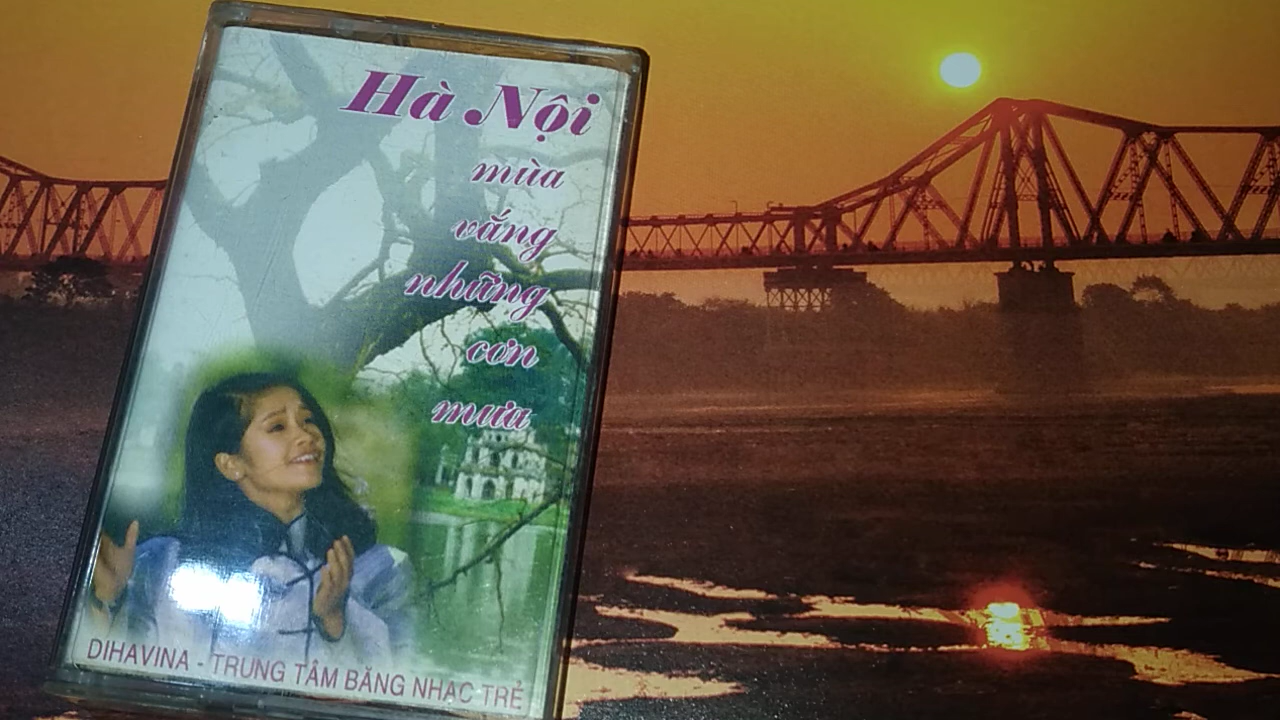 Hà Nội
mùa
vắng
những
cơn
mưa
DIHAVINA - TRUNG TÂM BĂNG NHẠC TRẺ